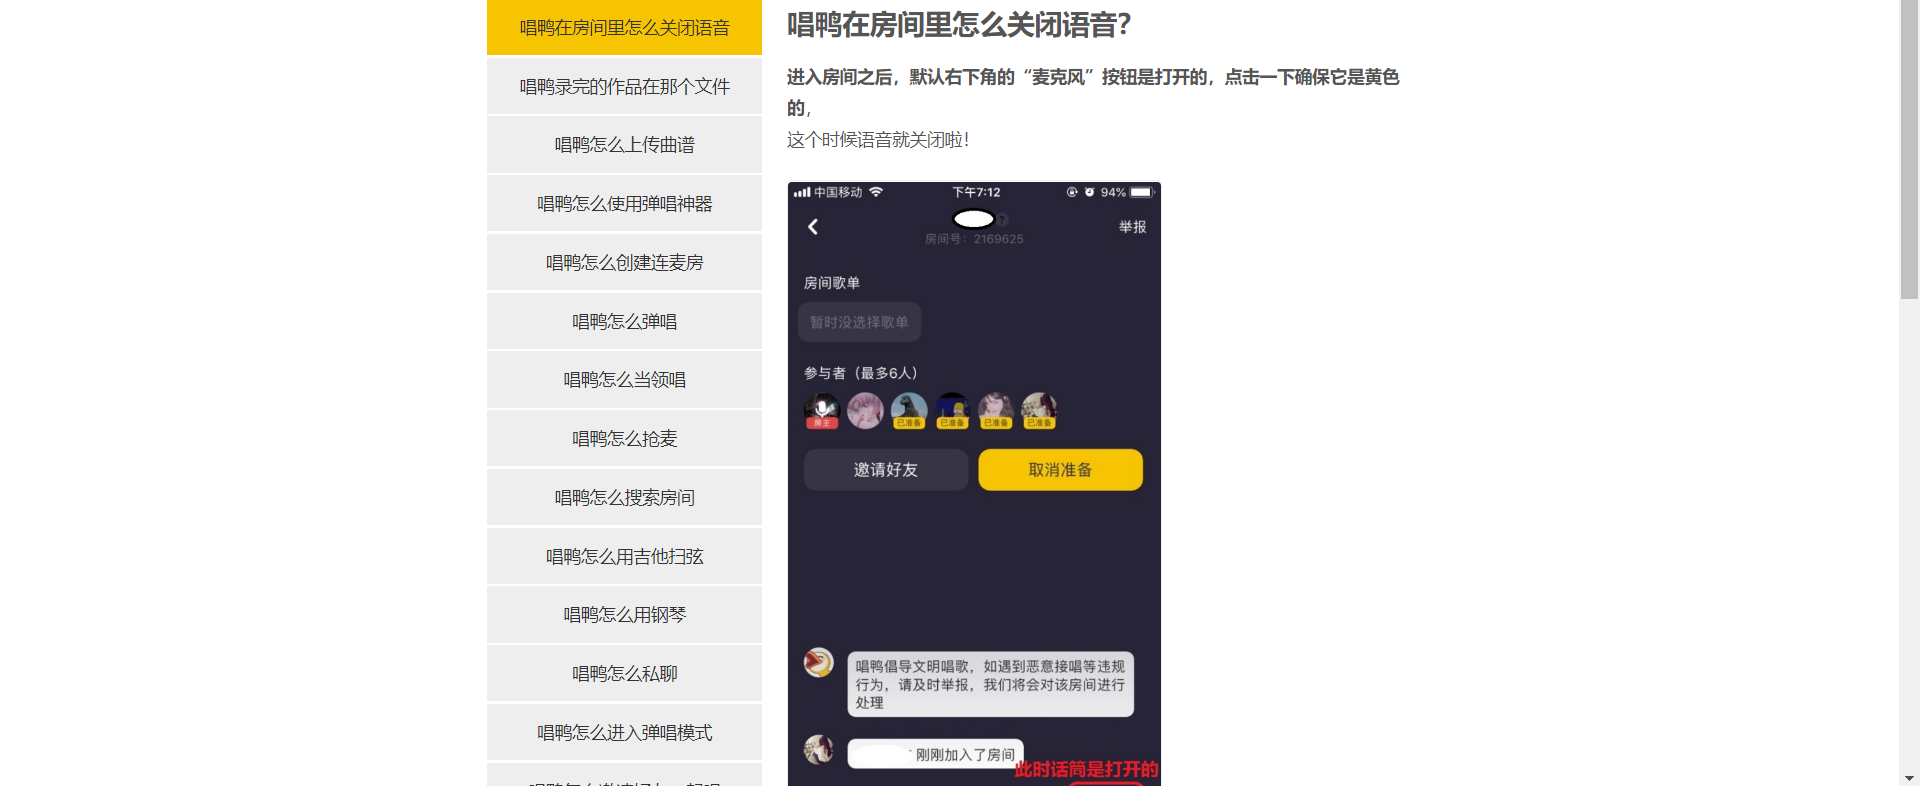 唱鸭在房间里怎么关闭语音
唱鸭录完的作品在那个文件
唱鸭怎么上传曲谱
唱鸭怎么使用弹唱神器
唱鸭怎么创建连麦房
唱鸭怎么弹唱
唱鸭怎么当领唱
唱鸭怎么抢麦
唱鸭怎么搜索房间
唱鸭怎么用吉他扫弦
唱鸭怎么用钢琴
唱鸭怎么私聊
唱鸭怎么进入弹唱模式
唱鸭在房间里怎么关闭语音？
进入房间之后，默认右下角的“麦克风”按钮是打开的，点击一下确保它是黄色
的，
这个时候语音就关闭啦！
中国移动 下午7:12 94%
举报
房间号：2169625
房间歌单
暂时没选择歌单
参与者（最多6人）
房主 已准备 已准备 已准备 已准备
邀请好友 取消准备
唱鸭倡导文明唱歌，如遇到恶意接唱等违规
行为，请及时举报，我们将会对该房间进行
处理
刚刚加入了房间
此时话筒是打开的